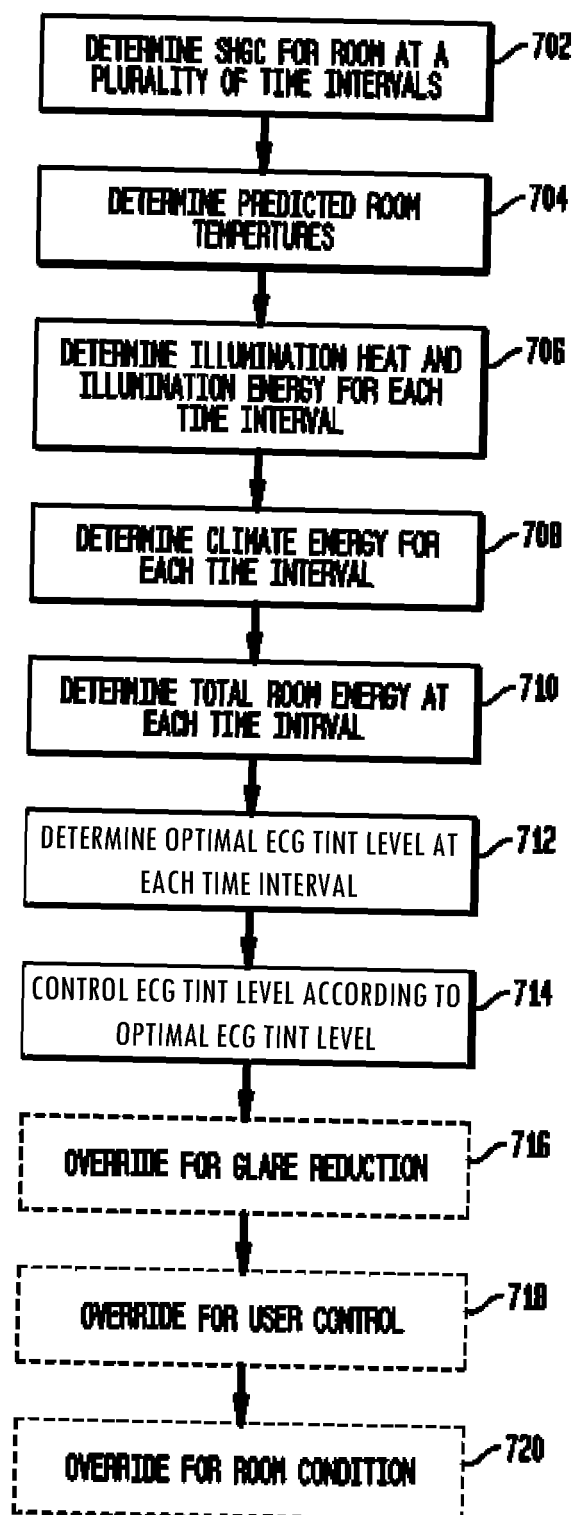 DETERMINE SHGC FOR ROOM AT A
PLURALITY OF TIME INTERVALS
702
DETERMINE PREDICTED ROOM
TEMPERTURES
704
DETERMINE ILLUMINATION HEAT AND
ILLUMINATION ENERGY FOR EACH
TIME INTERVAL
706
DETERMINE CLIMATE ENERGY FOR
EACH TIME INTERVAL
708
DETERMINE TOTAL ROOM ENERGY AT
EACH TIME INTRVAL
710
DETERMINE OPTIMAL ECG TINT LEVEL AT
EACH TIME INTERVAL
712
CONTROL ECG TINT LEVEL ACCORDING TO
OPTIMAL ECG TINT LEVEL
714
OVERRIDE FOR GLARE REDUCTION
716
OVERRIDE FOR USER CONTROL
718
OVERRIDE FOR ROOM CONDITION
720